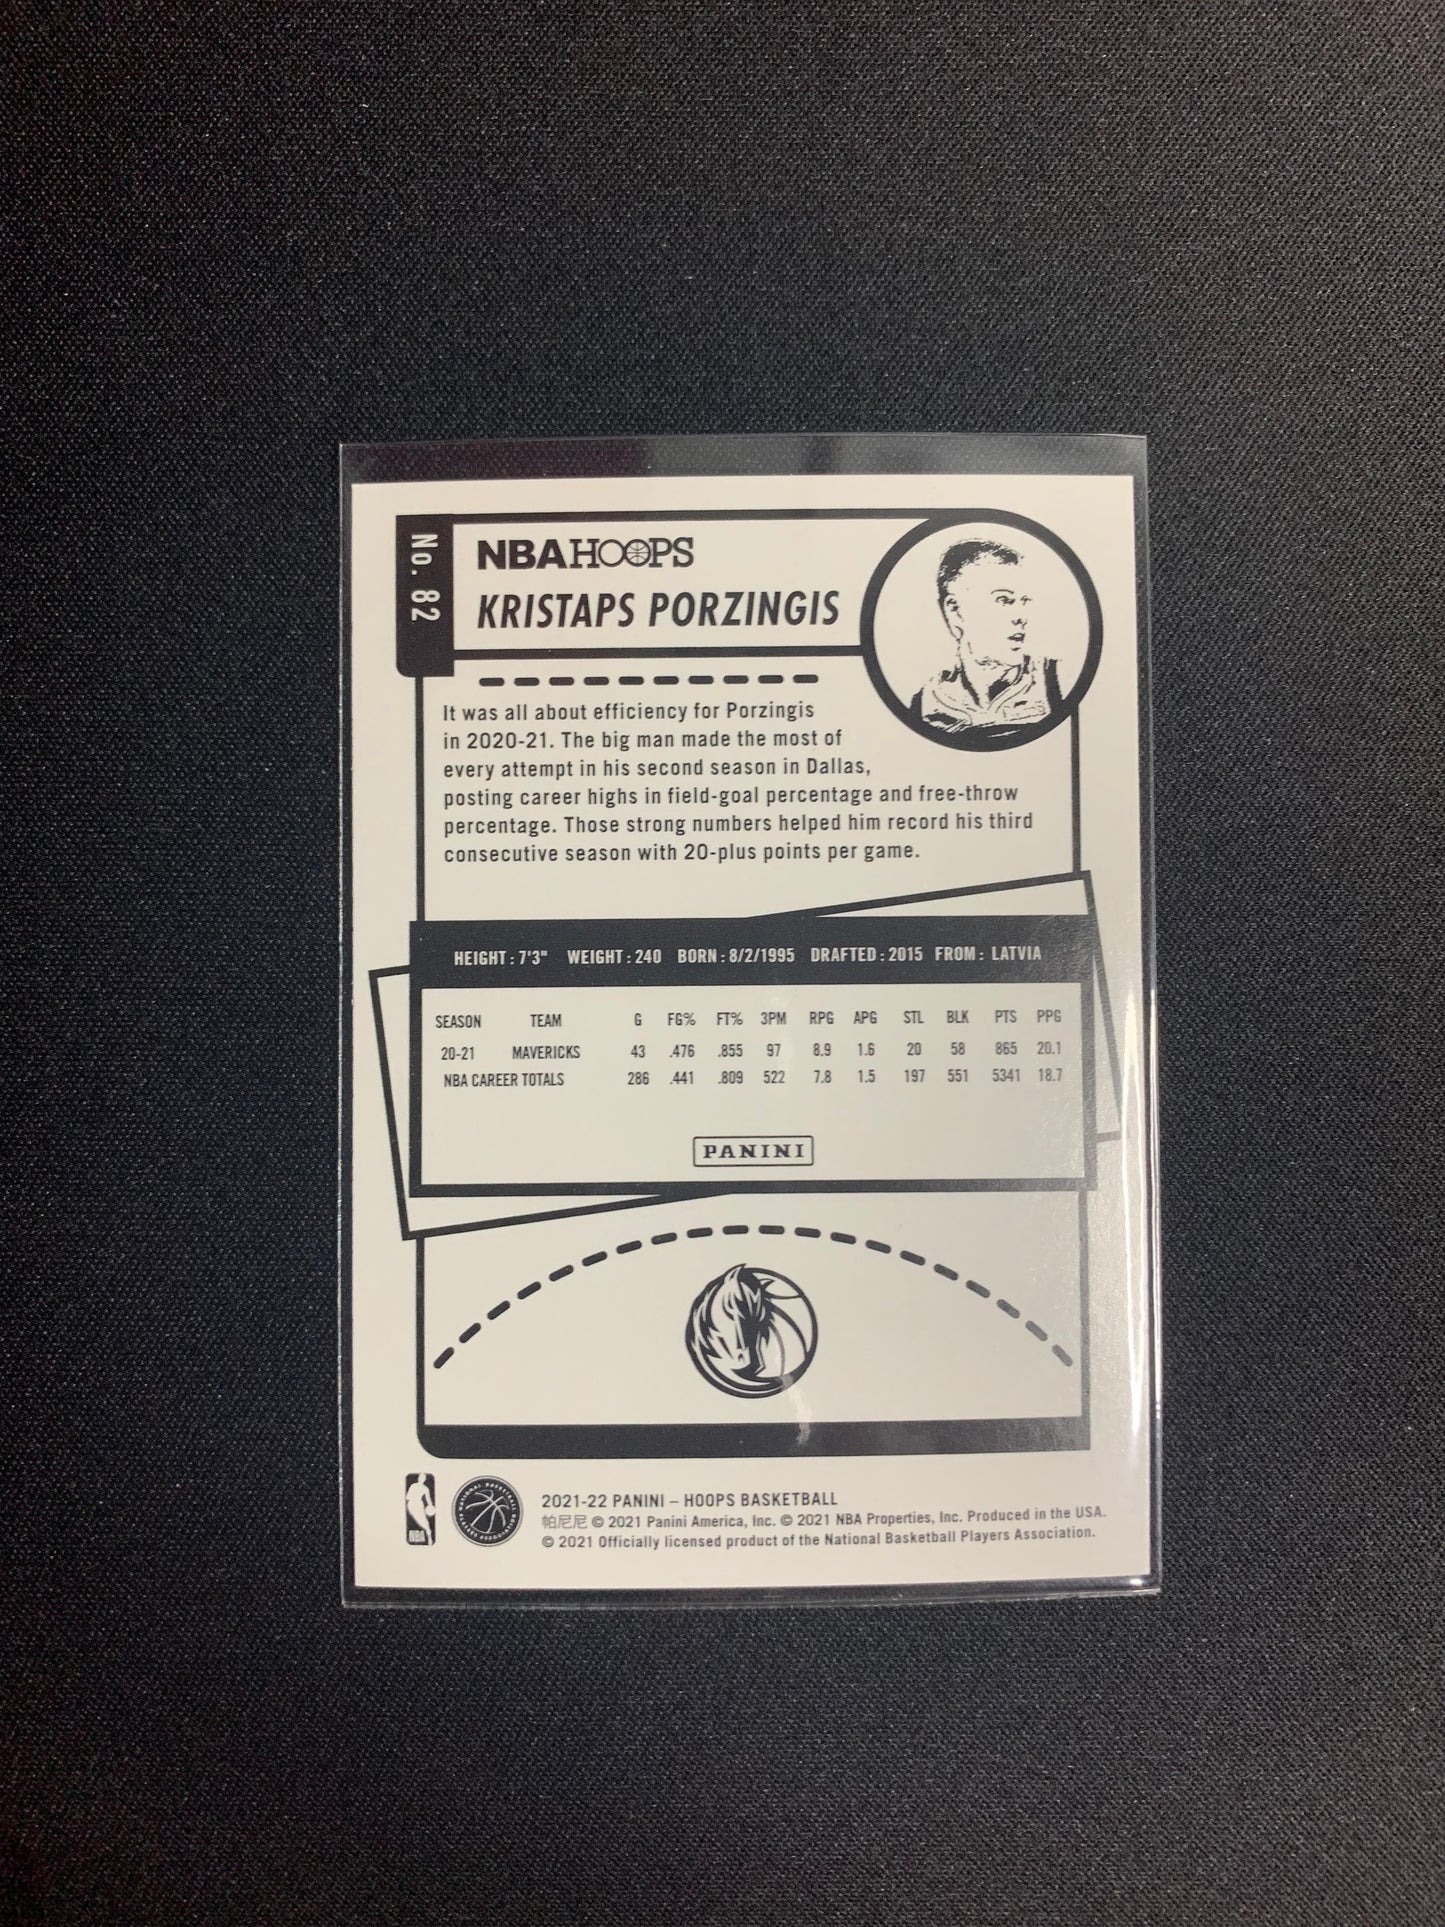 No. 82
NBA HOOPS
KRISTAPS PORZINGIS
It was all about efficiency for Porzingis
in 2020-21. The big man made the most of
every attempt in his second season in Dallas,
posting career highs in field-goal percentage and free-throw
percentage. Those strong numbers helped him record his third
consecutive season with 20-plus points per game.
HEIGHT : 7'3" WEIGHT : 240 BORN : 8/2/1995 DRAFTED : 2015 FROM : LATVIA
SEASON TEAM G FG% FT% 3PM RPG APG STL BLK PTS PPG
20-21 MAVERICKS 43 .476 .855 97 8.9 1.6 20 58 865 20.1
NBA CAREER TOTALS 286 .441 .809 522 7.8 1.5 197 551 5341 18.7
PANINI
NBA
NATIONAL BASKETBALL PLAYERS ASSOCIATION
2021-22 PANINI – HOOPS BASKETBALL
帕尼尼 © 2021 Panini America, Inc. © 2021 NBA Properties, Inc. Produced in the USA.
© 2021 Officially licensed product of the National Basketball Players Association.